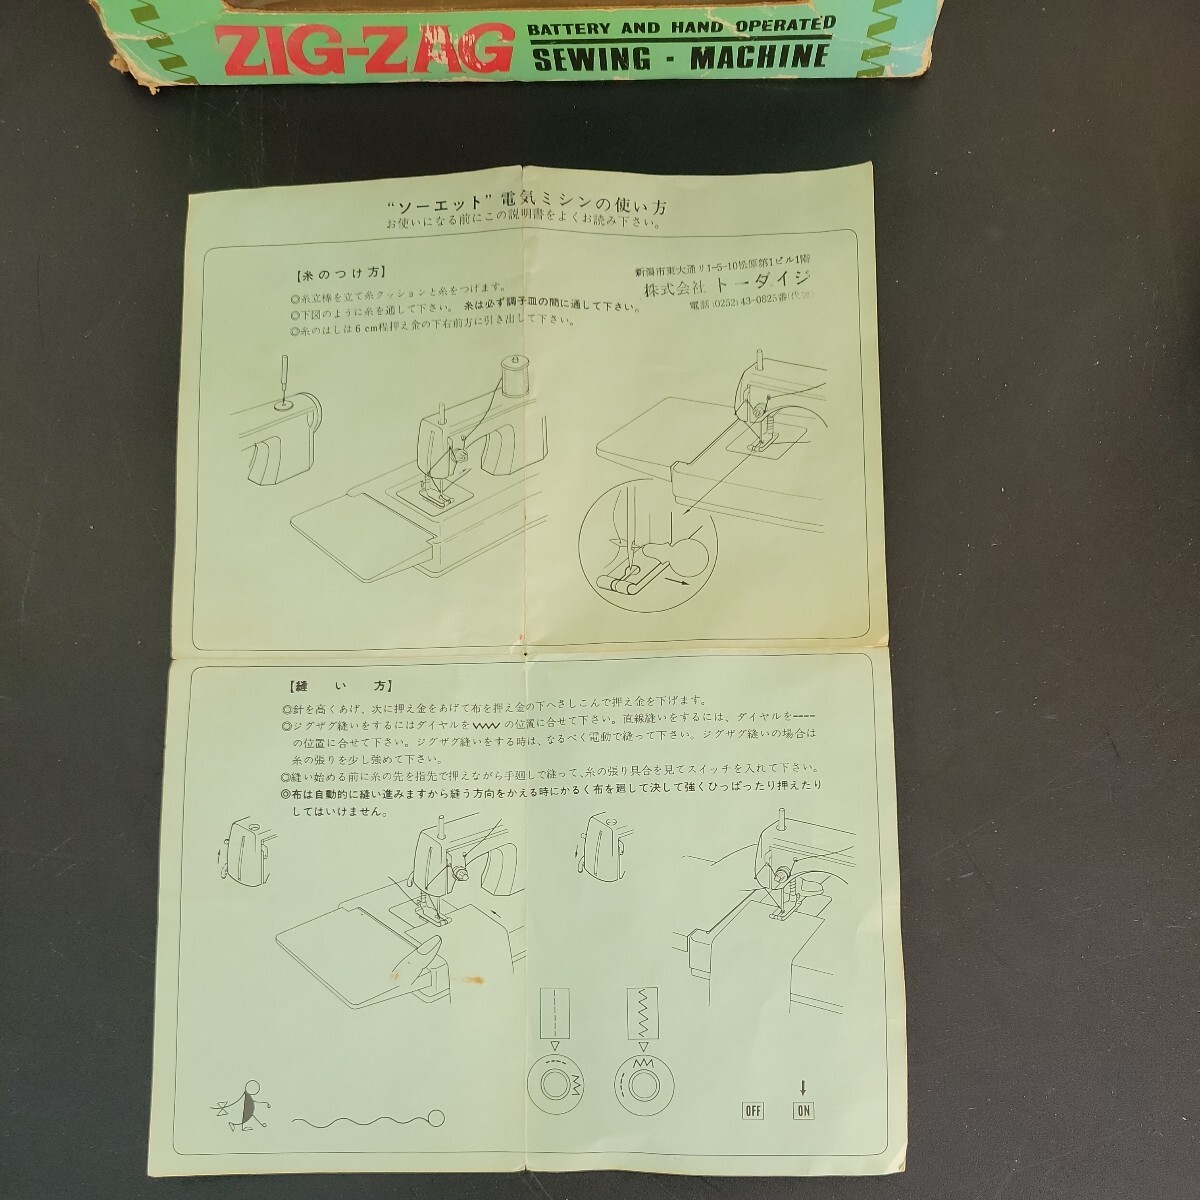 ZIG-ZAG
BATTERY AND HAND OPERATED
SEWING - MACHINE
"ソーエット"電気ミシンの使い方
お使いになる前にこの説明書をよくお読み下さい。
【糸のつけ方】
◎糸立棒を立て糸クッションと糸をつけます。
◎下図のように糸を通して下さい。 糸は必ず調子皿の間に通して下さい。
◎糸のはしは6cm程押え金の下右前方に引き出して下さい。
新潟市東大通り1-5-10松原第1ビル1階
株式会社 トーダイジ
電話(0252)43-0825番(代表)
【縫い方】
◎針を高くあげ、次に押え金をあげて布を押え金の下へさしこんで押え金を下げます。
◎ジグザグ縫いをするにはダイヤルを の位置に合せて下さい。直線縫いをするには、ダイヤルを----
の位置に合せて下さい。ジグザグ縫いをする時は、なるべく電動で縫って下さい。ジグザグ縫いの場合は
糸の張りを少し強めて下さい。
◎縫い始める前に糸の先を指先で押えながら手廻しで縫って、糸の張り具合を見てスイッチを入れて下さい。
◎布は自動的に縫い進みますから縫う方向をかえる時にかるく布を廻して決して強くひっぱったり押えたり
してはいけません。
OFF
ON